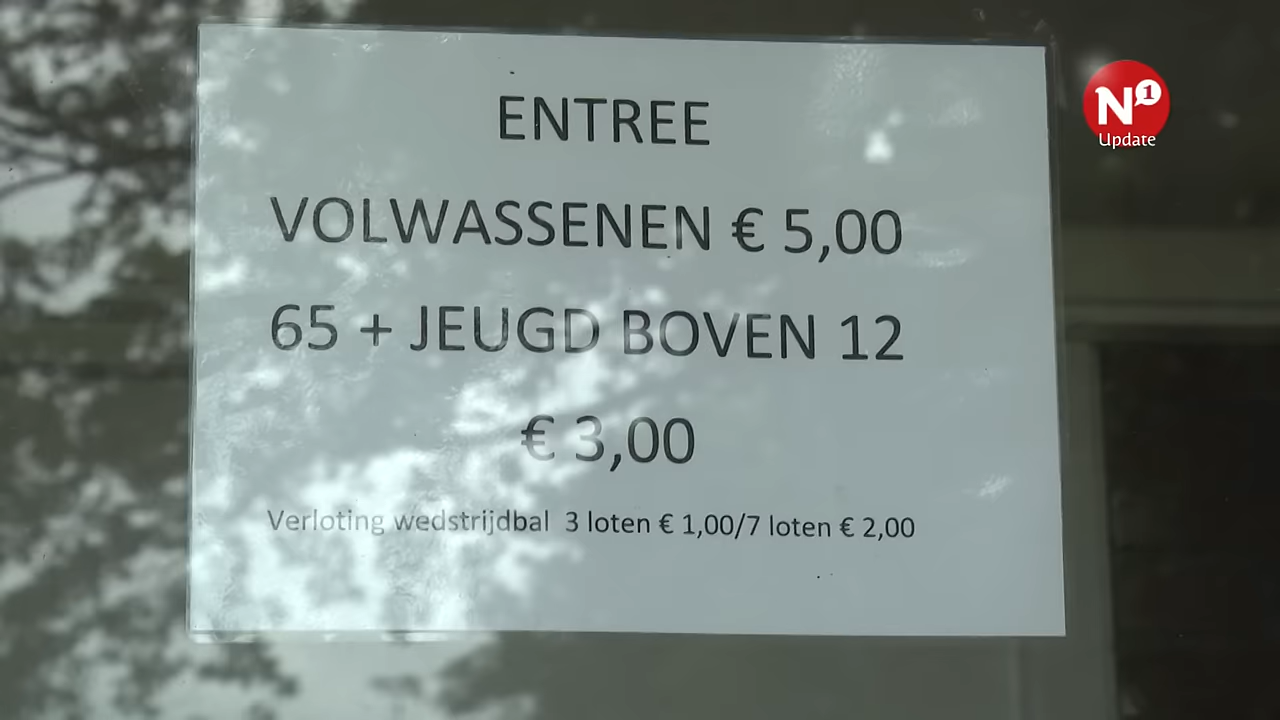 ENTREE
VOLWASSENEN € 5,00
65 + JEUGD BOVEN 12
€ 3,00
Verloting wedstrijdbal 3 loten € 1,00/7 loten € 2,00
N1
Update